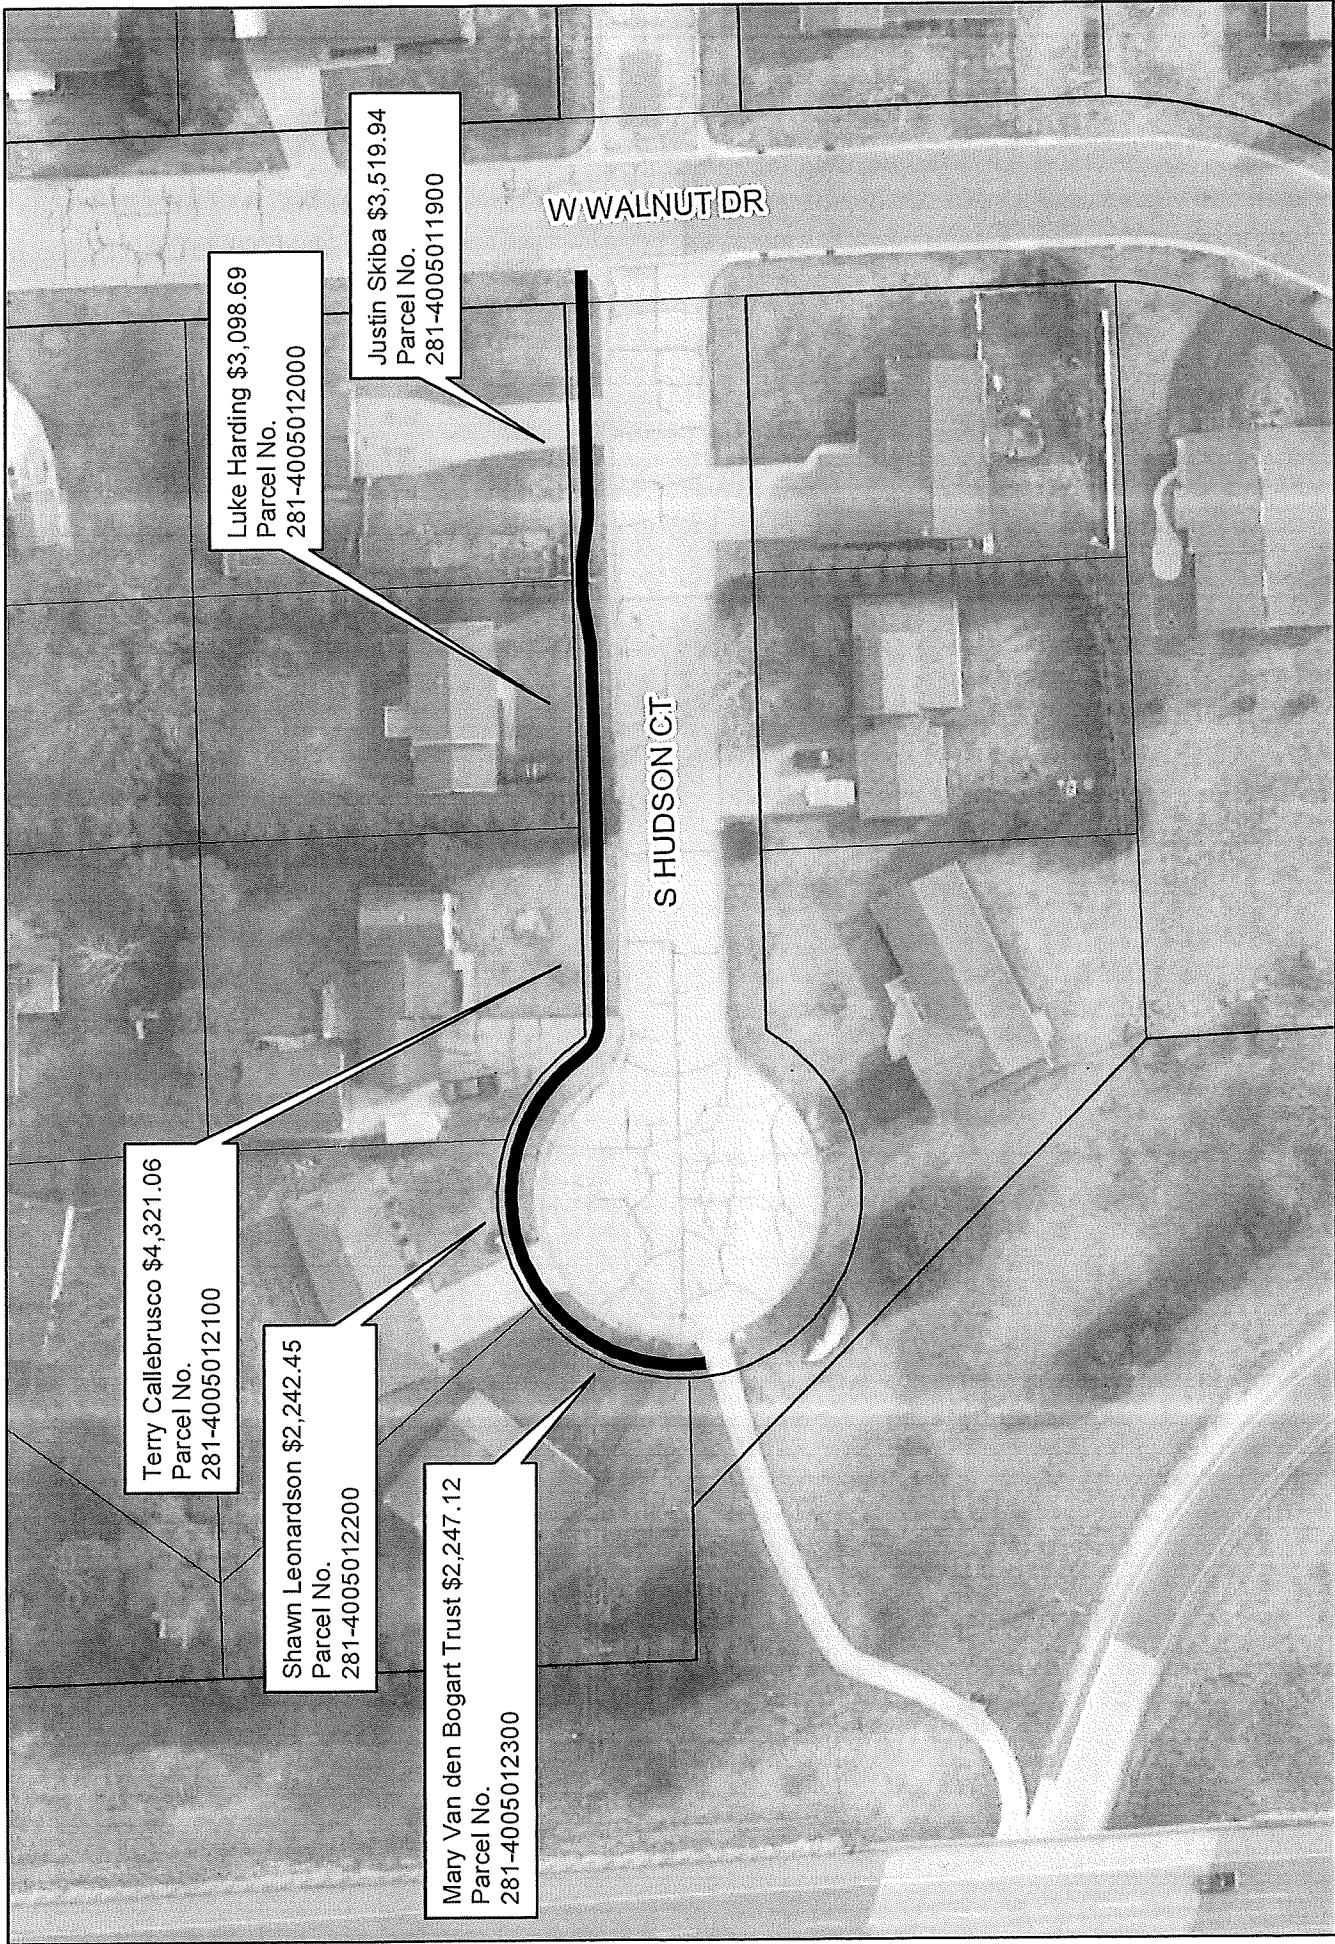 Justin Skiba $3,519.94
Parcel No.
281-4005011900
Luke Harding $3,098.69
Parcel No.
281-4005012000
Terry Callebrusco $4,321.06
Parcel No.
281-4005012100
Shawn Leonardson $2,242.45
Parcel No.
281-4005012200
Mary Van den Bogart Trust $2,247.12
Parcel No.
281-4005012300
W WALNUT DR
S HUDSON CT